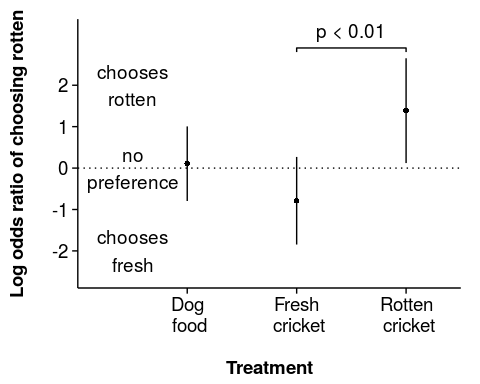 p < 0.01
Log odds ratio of choosing rotten
2
1
0
-1
-2
chooses
rotten
no
preference
chooses
fresh
Dog
food
Fresh
cricket
Rotten
cricket
Treatment